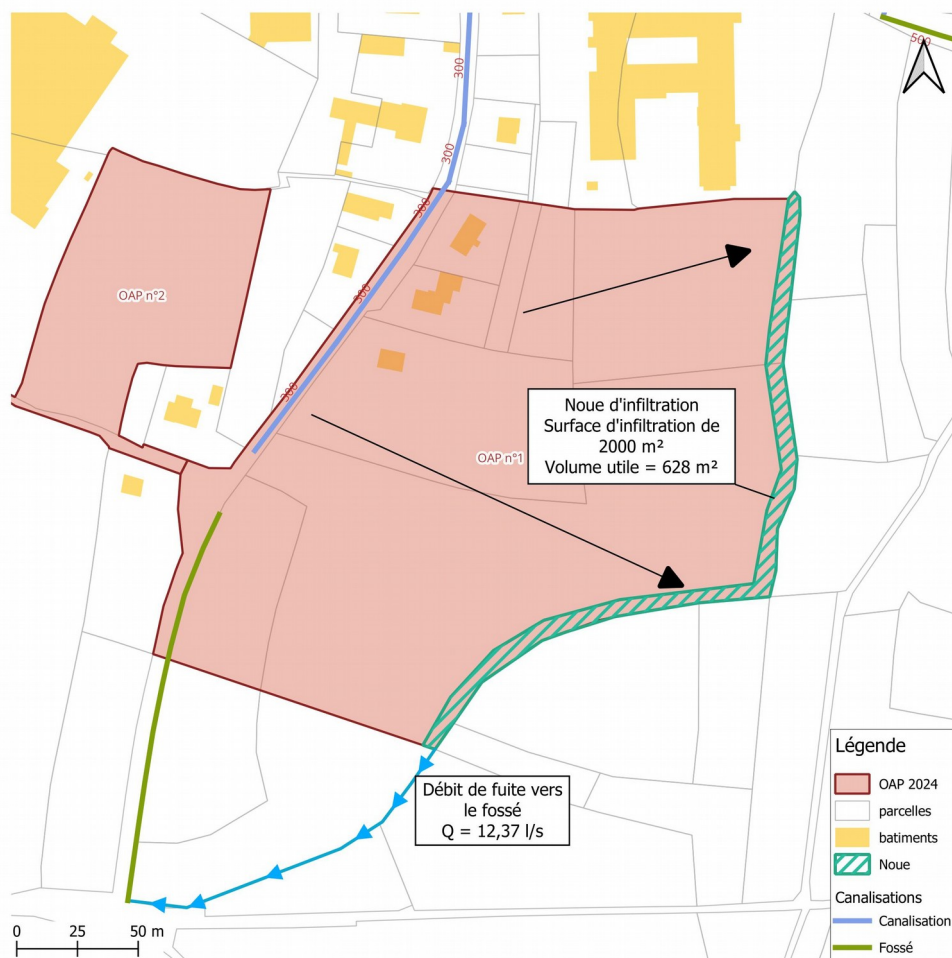 300
500
300
300
OAP n°2
300
300
Noue d'infiltration
Surface d'infiltration de
2000 m²
Volume utile = 628 m²
OAP n°1
Débit de fuite vers
le fossé
Q = 12,37 l/s
Légende
OAP 2024
parcelles
batiments
Noue
Canalisations
Canalisation
Fossé
0 25 50 m